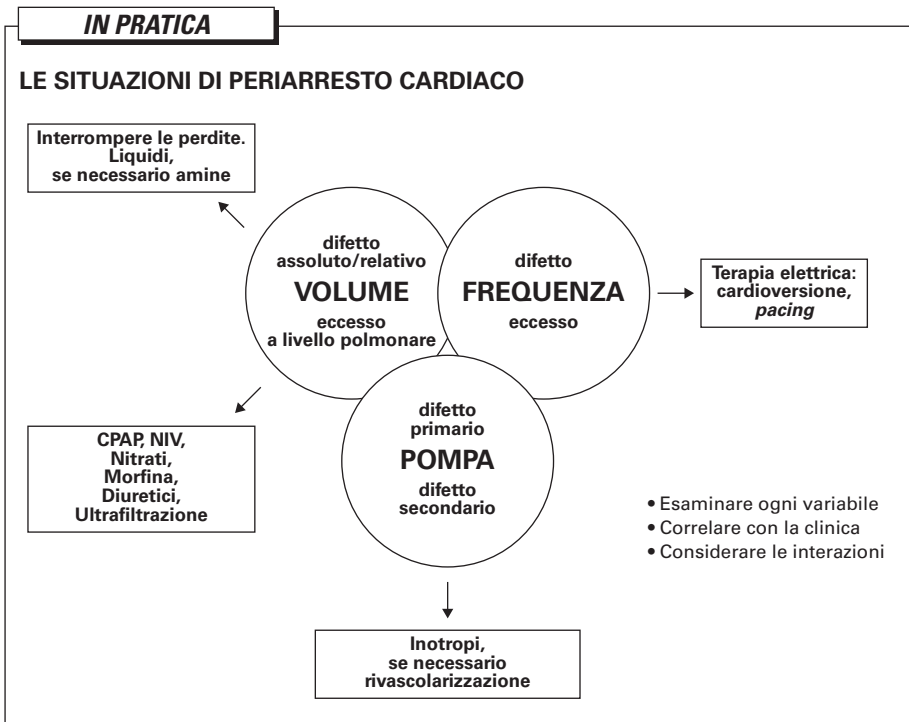 IN PRATICA
LE SITUAZIONI DI PERIARRESTO CARDIACO
Interrompere le perdite.
Liquidi,
se necessario amine
difetto
assoluto/relativo
VOLUME
eccesso
a livello polmonare
difetto
FREQUENZA
eccesso
Terapia elettrica:
cardioversione,
pacing
CPAP, NIV,
Nitrati,
Morfina,
Diuretici,
Ultrafiltrazione
difetto
primario
POMPA
difetto
secondario
• Esaminare ogni variabile
• Correlare con la clinica
• Considerare le interazioni
Inotropi,
se necessario
rivascolarizzazione